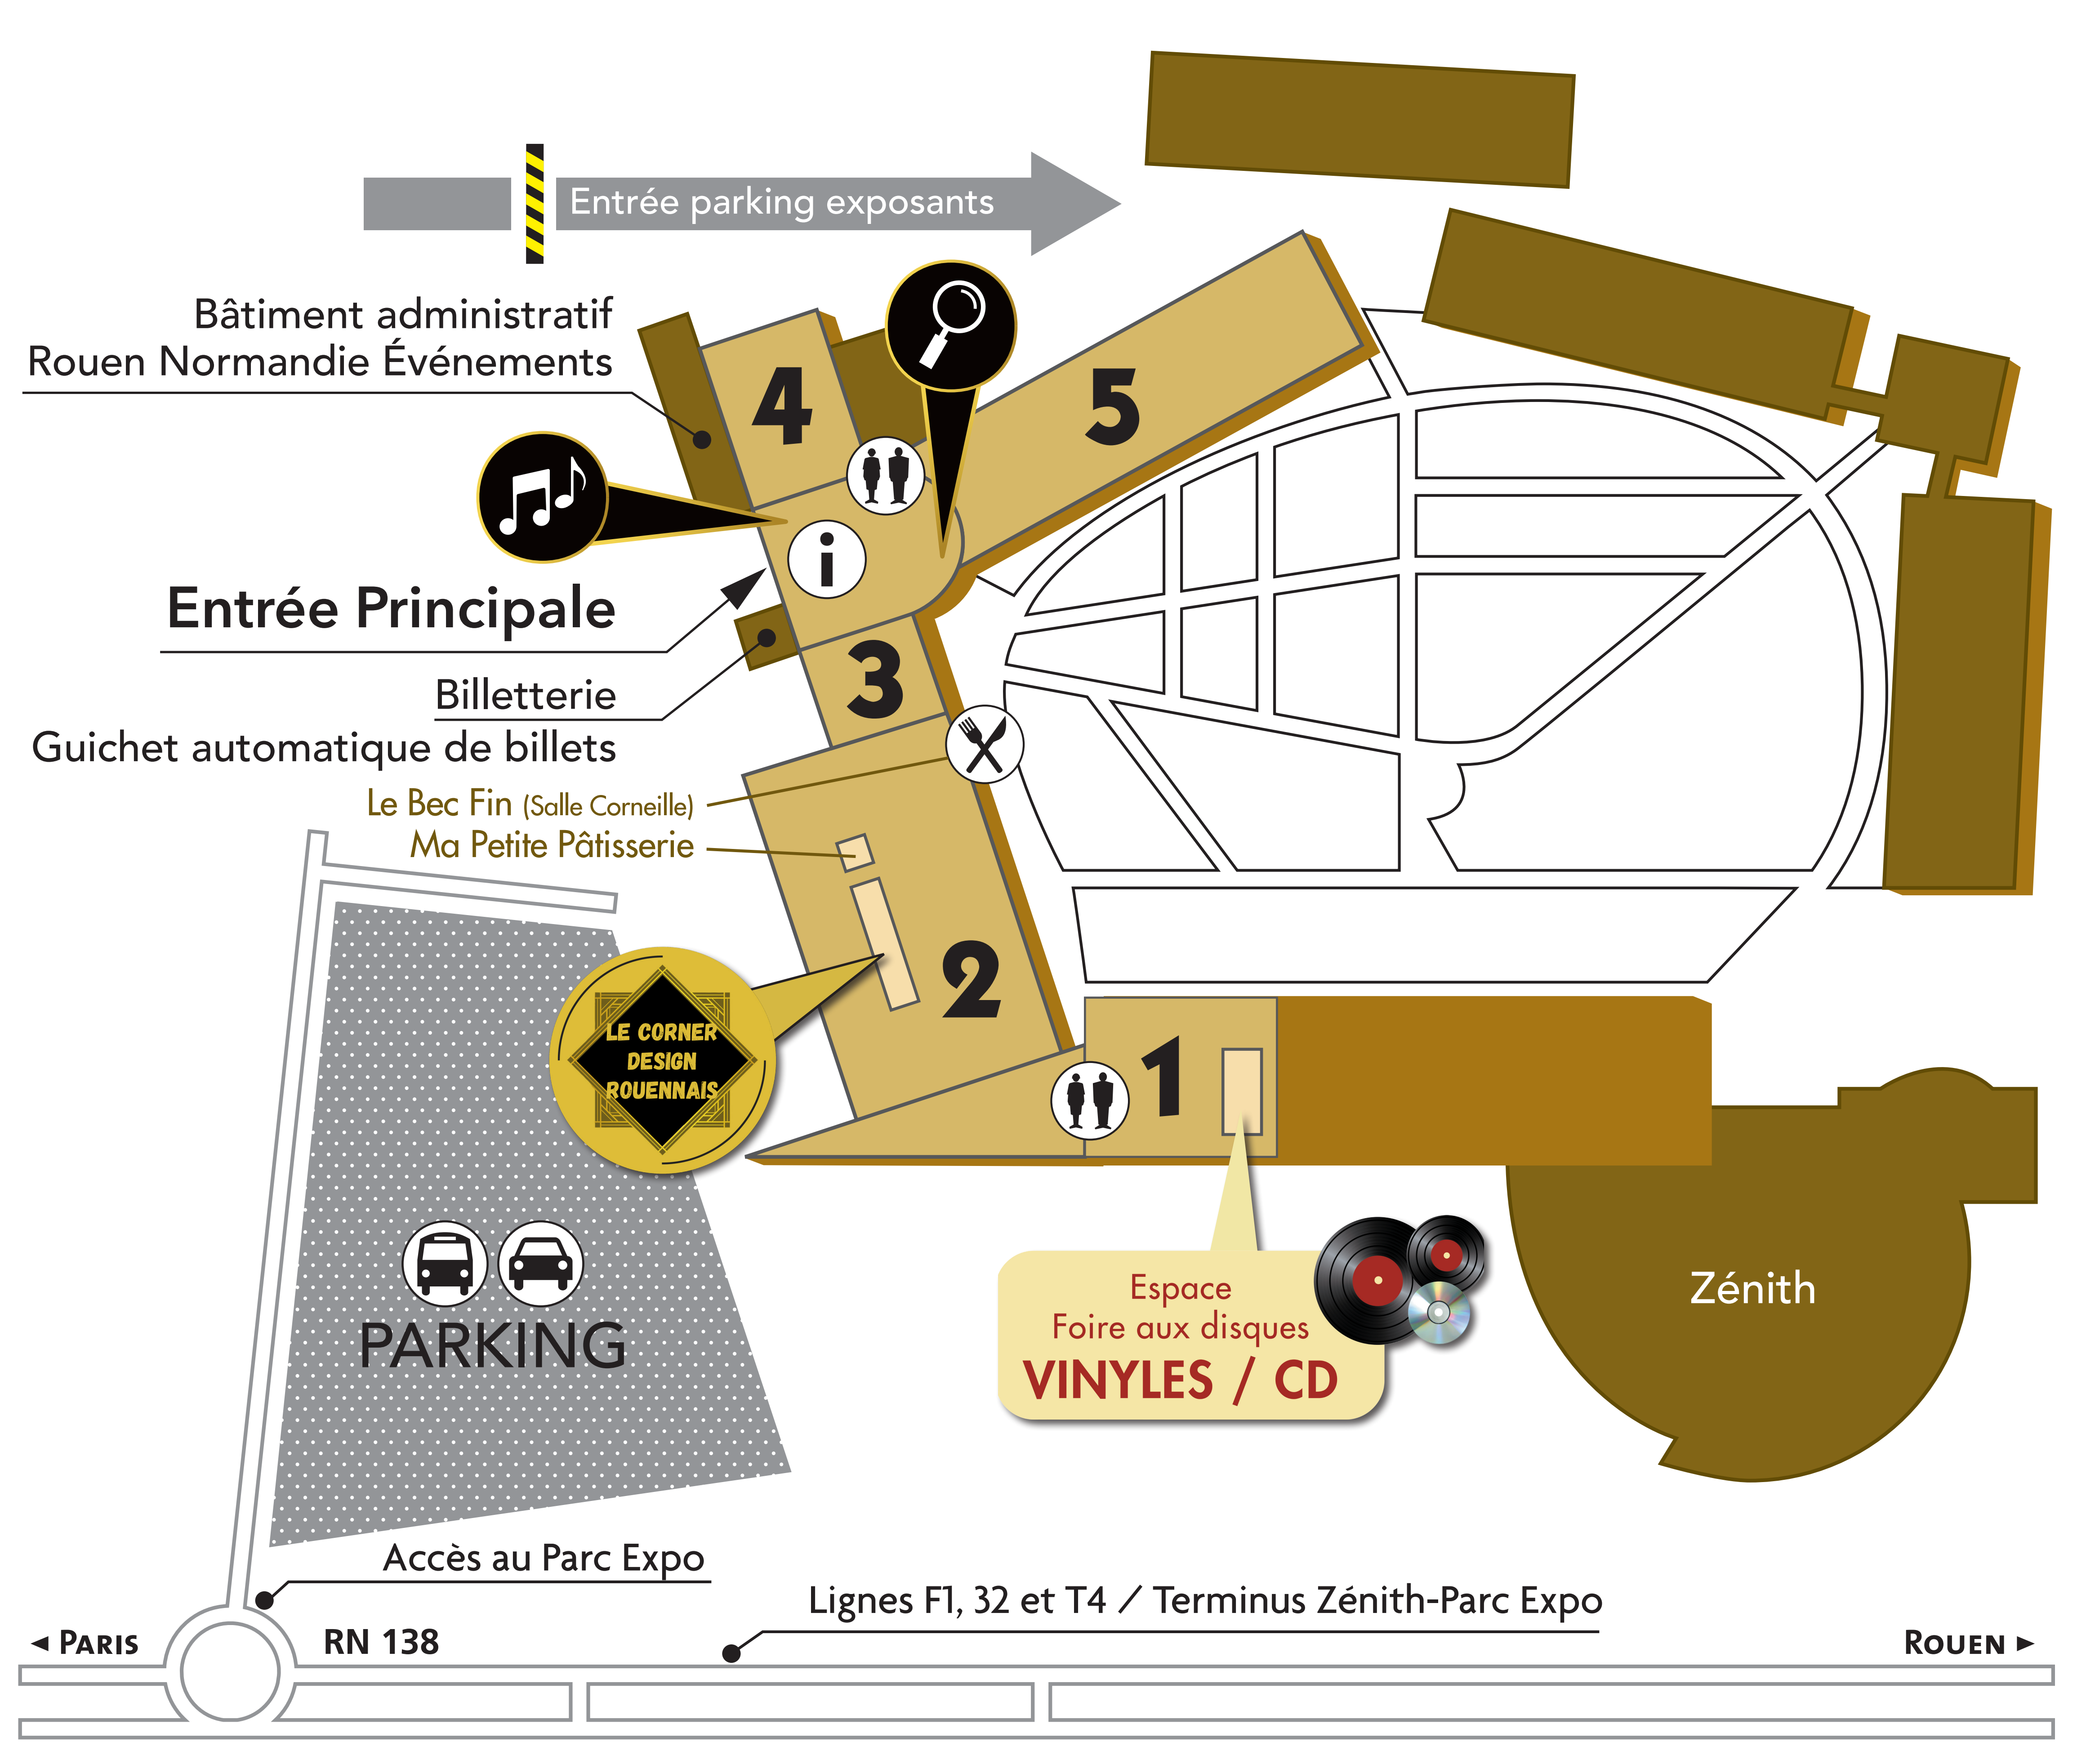 Entrée parking exposants
Bâtiment administratif
Rouen Normandie Événements
4
5
i
Entrée Principale
3
Billetterie
Guichet automatique de billets
Le Bec Fin (Salle Corneille)
Ma Petite Pâtisserie
2
LE CORNER
DESIGN
ROUENNAIS
1
Espace
Foire aux disques
VINYLES / CD
Zénith
PARKING
Accès au Parc Expo
Lignes F1, 32 et T4 / Terminus Zénith-Parc Expo
◄ PARIS
RN 138
ROUEN ►